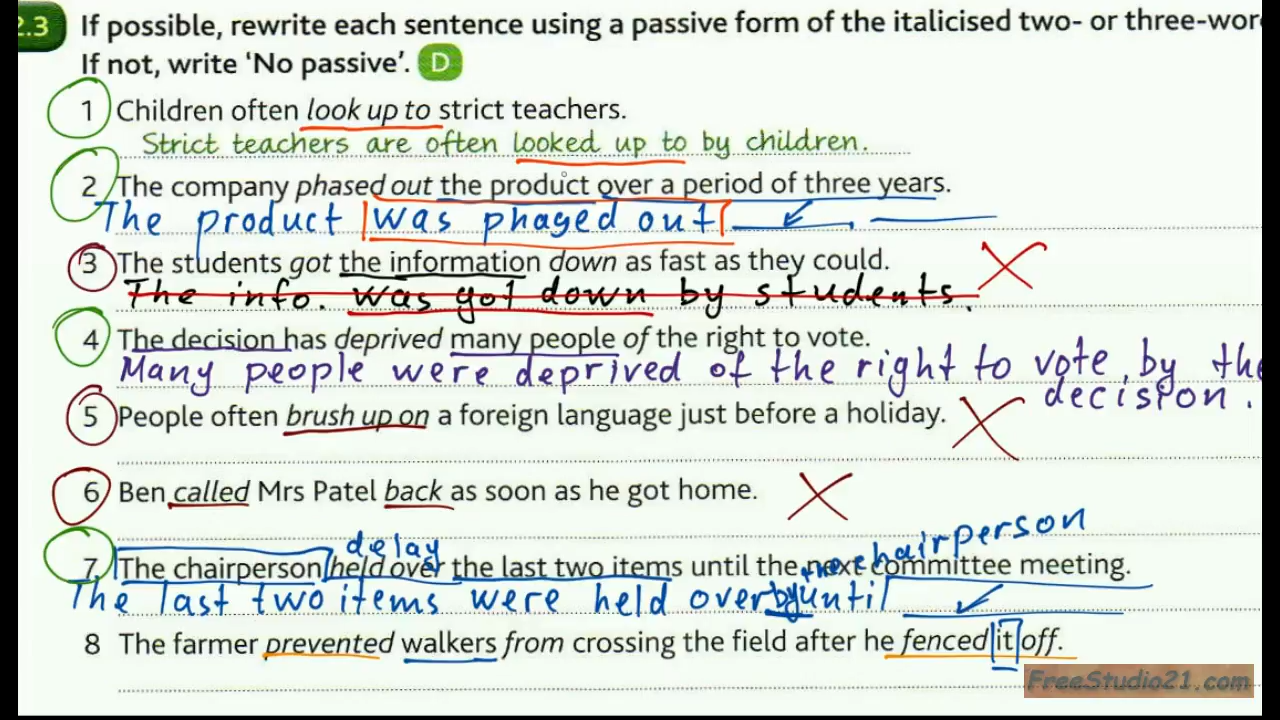 2.3 If possible, rewrite each sentence using a passive form of the italicised two- or three-wor
If not, write ‘No passive’. D
1 Children often look up to strict teachers.
Strict teachers are often looked up to by children.
2 The company phased out the product over a period of three years.
The product was phased out
3 The students got the information down as fast as they could.
The info. was got down by students.
4 The decision has deprived many people of the right to vote.
Many people were deprived of the right to vote, by the
decision.
5 People often brush up on a foreign language just before a holiday.
6 Ben called Mrs Patel back as soon as he got home.
delay the chairperson
7 The chairperson held over the last two items until the next committee meeting.
The last two items were held over by until
8 The farmer prevented walkers from crossing the field after he fenced it off.
FreeStudio21.com